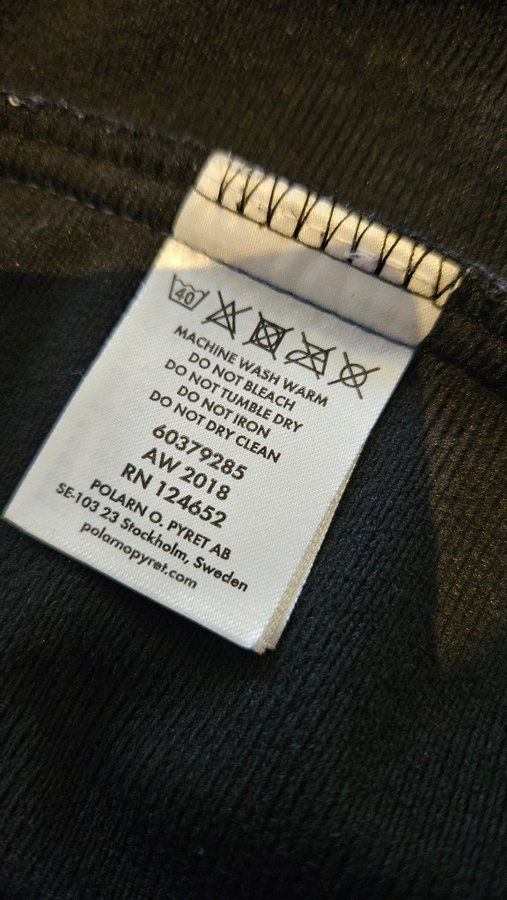 40
MACHINE WASH WARM
DO NOT BLEACH
DO NOT TUMBLE DRY
DO NOT IRON
DO NOT DRY CLEAN
60379285
AW 2018
RN 124652
POLARN O. PYRET AB
SE-103 23 Stockholm, Sweden
polarnopyret.com